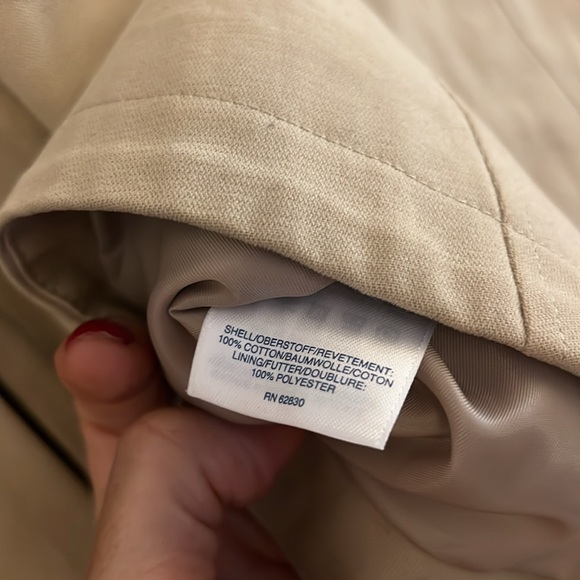 SHELL/OBERSTOFF/REVETEMENT:
100% COTTON/BAUMWOLLE/COTON
LINING/FUTTER/DOUBLURE:
100% POLYESTER
RN 62830